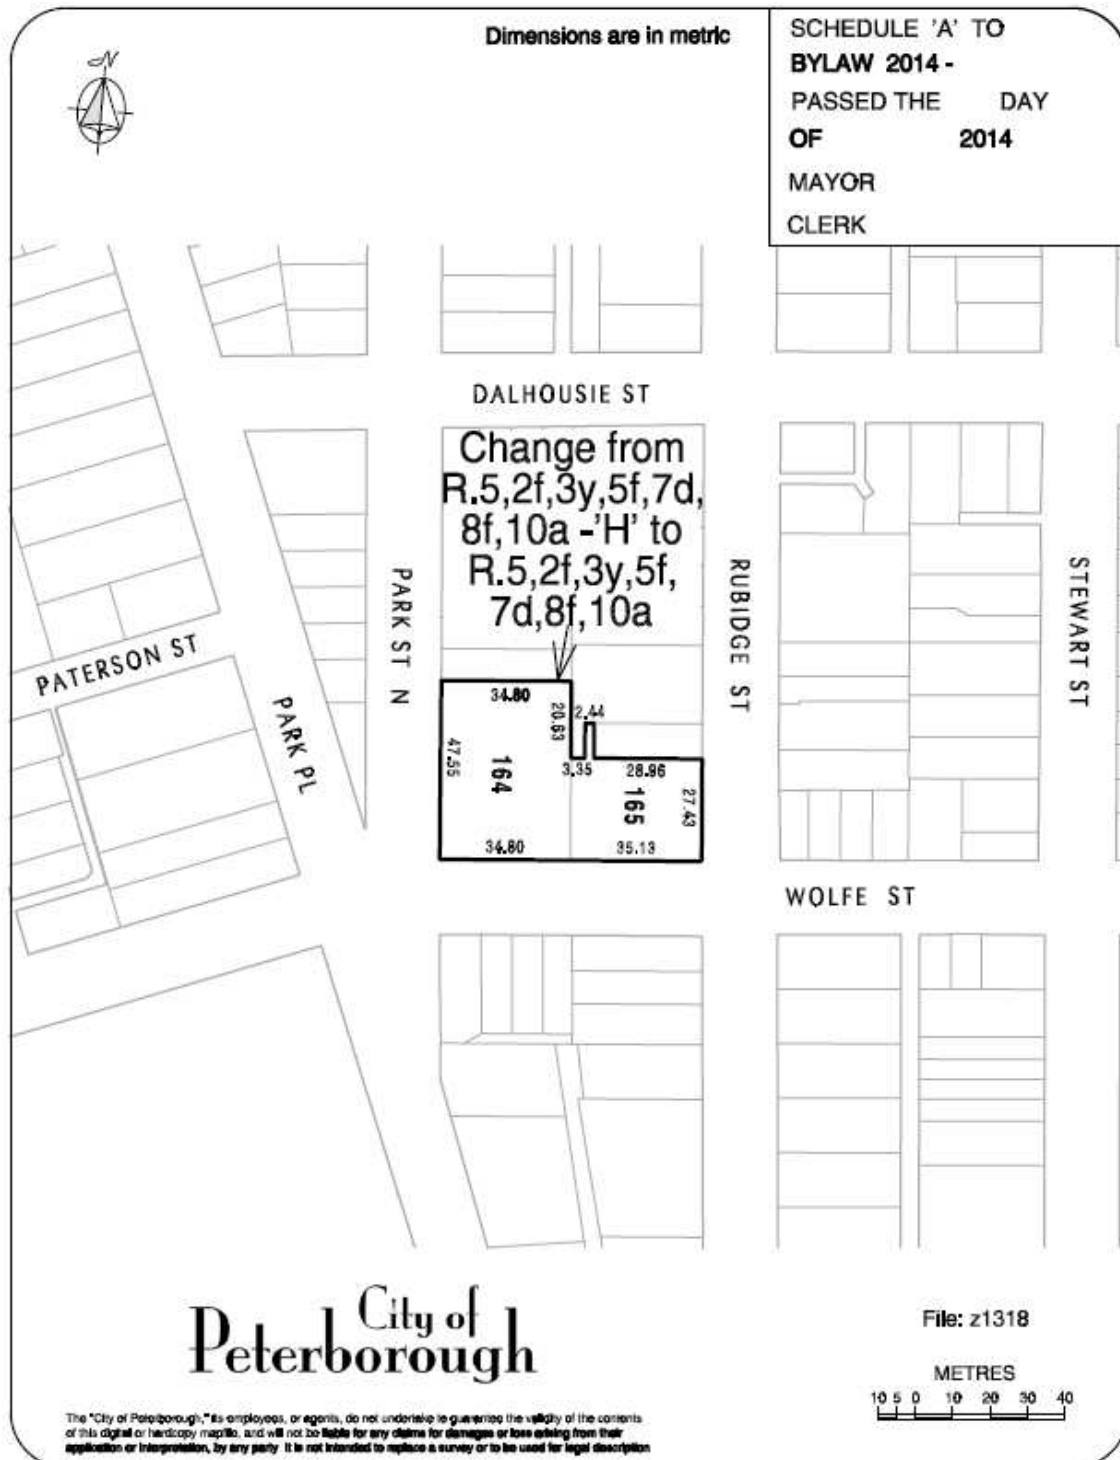 Dimensions are in metric
SCHEDULE 'A' TO
BYLAW 2014 -
PASSED THE DAY
OF 2014
MAYOR
CLERK
N
DALHOUSIE ST
Change from
R.5,2f,3y,5f,7d,
8f,10a -'H' to
R.5,2f,3y,5f,
7d,8f,10a
PARK ST N
RUBIDGE ST
STEWART ST
PATERSON ST
PARK PL
34.80
20.63
2.44
47.55
164
3.35
28.96
165
27.43
34.80
35.13
WOLFE ST
City of
Peterborough
File: z1318
METRES
10 5 0 10 20 30 40
The "City of Peterborough," its employees, or agents, do not undertake to guarantee the validity of the contents
of this digital or hardcopy mapfile, and will not be liable for any claims for damages or loss arising from their
application or interpretation, by any party. It is not intended to replace a survey or to be used for legal description